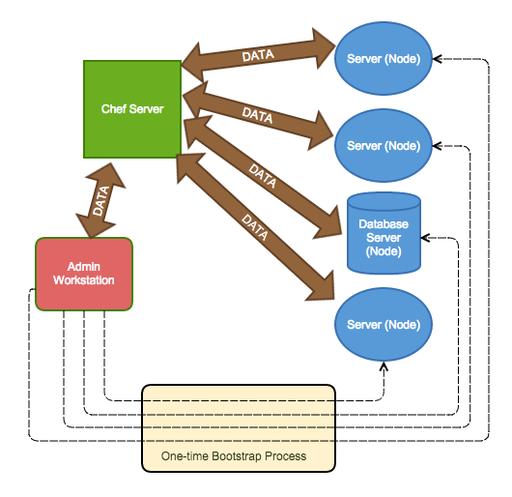 DATA
Server (Node)
Chef Server
DATA
Server (Node)
DATA
DATA
DATA
Database
Server
(Node)
Admin
Workstation
Server (Node)
One-time Bootstrap Process